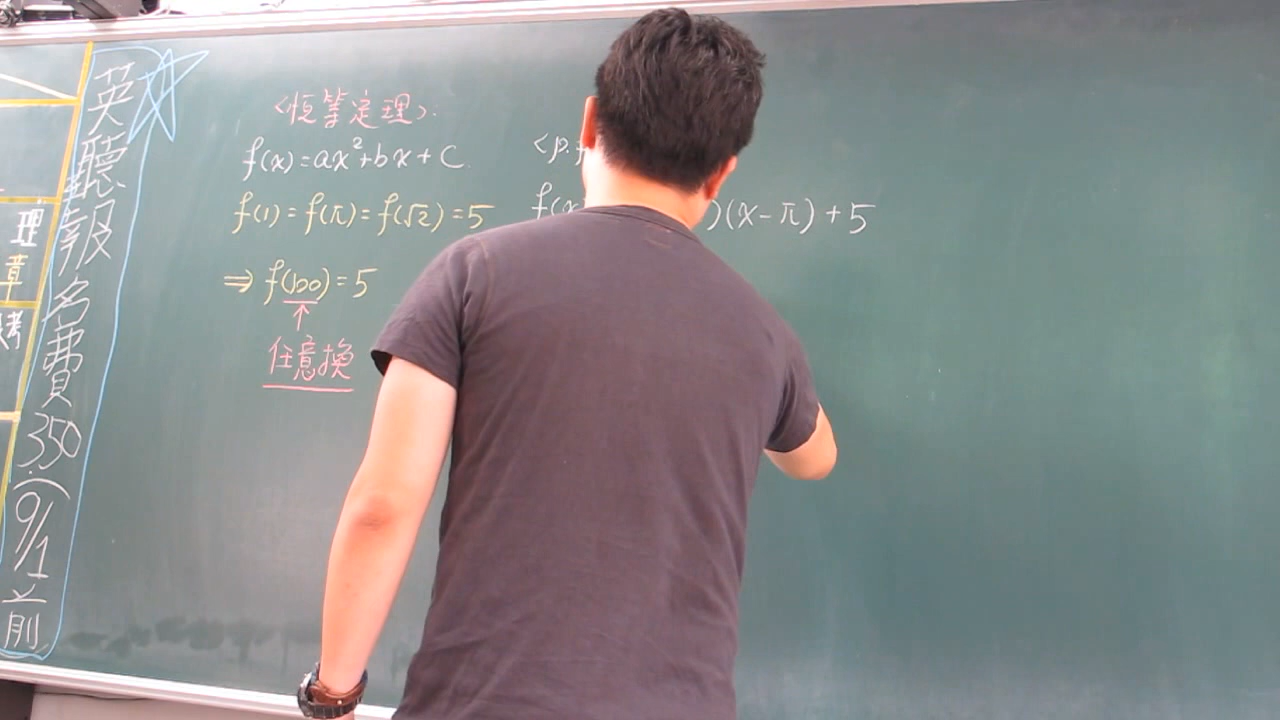 英聽報名費350.(9/1前
理
章
考
<恆等定理>.
f(x)=ax²+bx+C.
f(1)=f(π)=f(√2)=5
⇒ f(100)=5
↑
任意換
<p.f
f(x )(x-π)+5